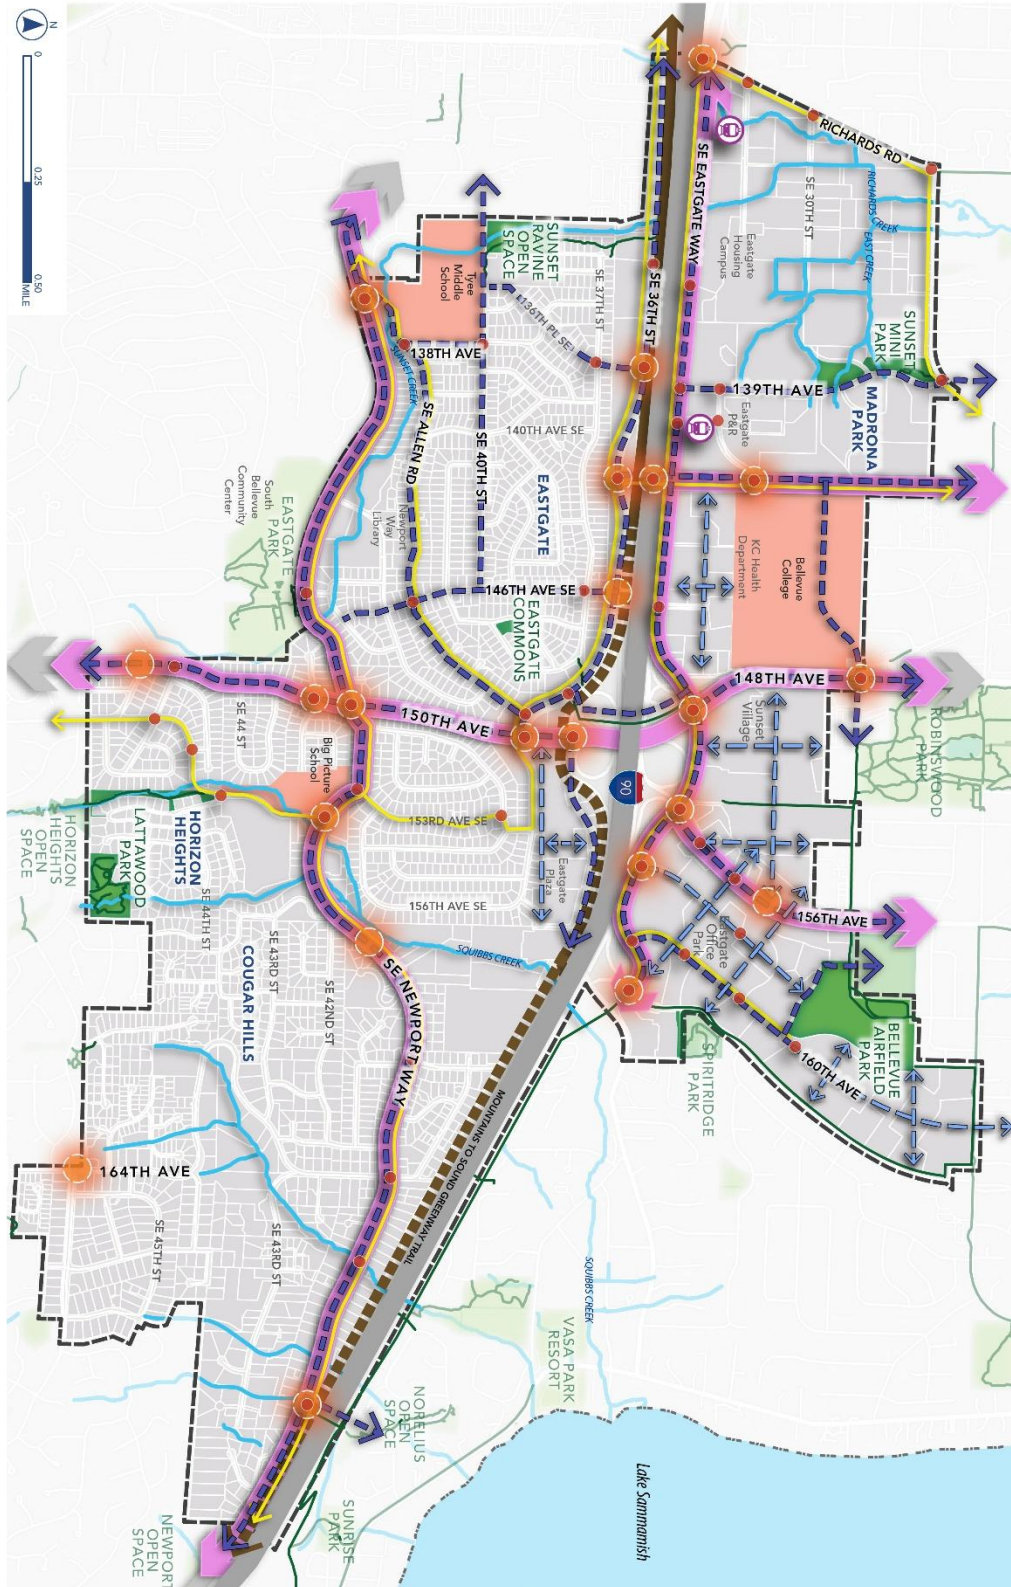 N
0
0.25
0.50
MILE
RICHARDS RD
SE EASTGATE WAY
SE 30TH ST
RICHARDS CREEK
EAST CREEK
Eastgate
Housing
Campus
SUNSET
MINI
PARK
MADRONA
PARK
139TH AVE
Eastgate
P&R
SE 36TH ST
SE 37TH ST
SUNSET
RAVINE
OPEN
SPACE
Tyee
Middle
School
136TH PL SE
138TH AVE
SUNSET CREEK
SE ALLEN RD
SE 40TH ST
140TH AVE SE
EASTGATE
Newport
Way
Library
146TH AVE SE
EASTGATE
COMMONS
EASTGATE
PARK
South
Bellevue
Community
Center
KC Health
Department
Bellevue
College
148TH AVE
Sunset
Village
ROBINSWOOD
PARK
150TH AVE
90
SE 44 ST
Big Picture
School
153RD AVE SE
Eastgate
Plaza
156TH AVE SE
156TH AVE
Eastgate
Office
Park
HORIZON
HEIGHTS
LATTAWOOD
PARK
HORIZON
HEIGHTS
OPEN
SPACE
SE 44TH ST
SE 43RD ST
SE 42ND ST
COUGAR HILLS
SE NEWPORT WAY
SQUIBBS CREEK
BELLEVUE
AIRFIELD
PARK
160TH AVE
SPIRITRIDGE
PARK
MOUNTAINS TO SOUND GREENWAY TRAIL
164TH AVE
SE 45TH ST
SE 43RD ST
SQUIBBS CREEK
VASA PARK
RESORT
NORELIUS
OPEN
SPACE
SUNRISE
PARK
NEWPORT
OPEN
SPACE
Lake Sammamish